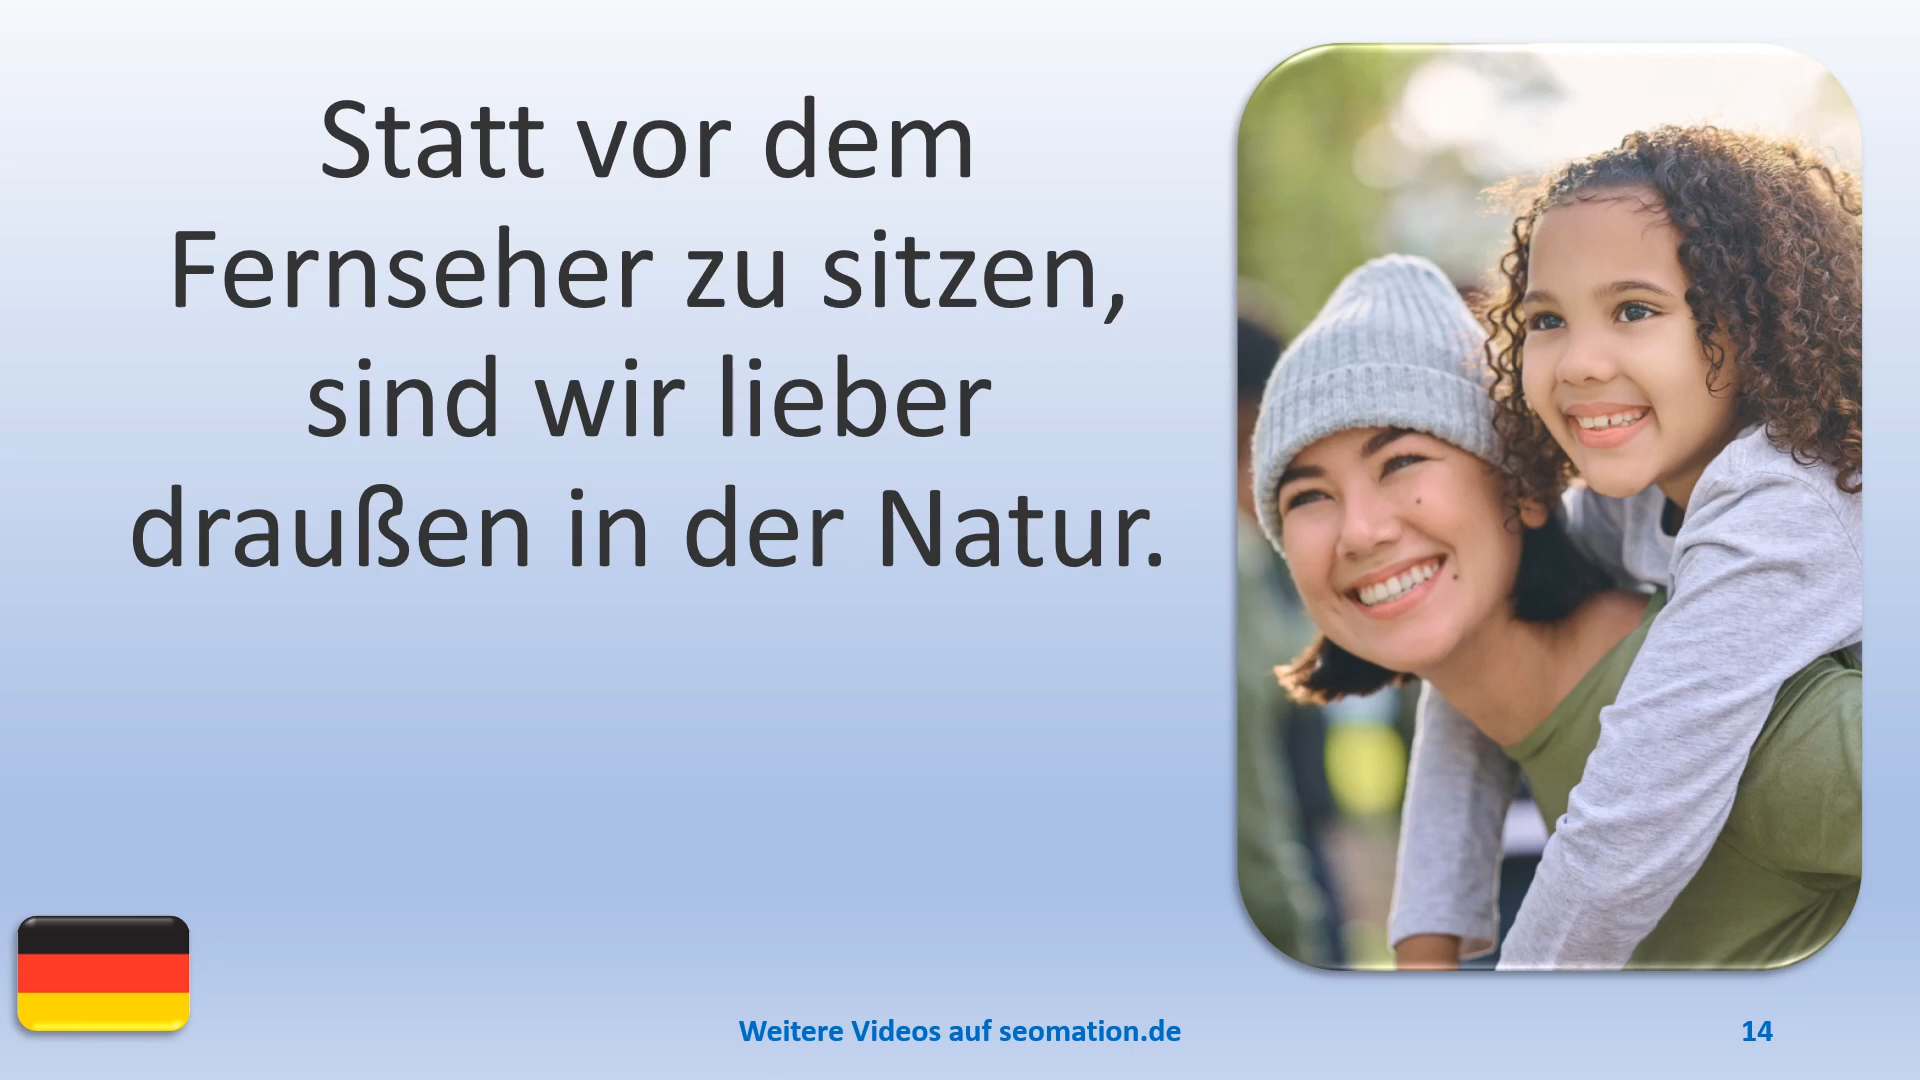 Statt vor dem
Fernseher zu sitzen,
sind wir lieber
draußen in der Natur.
Weitere Videos auf seomation.de
14